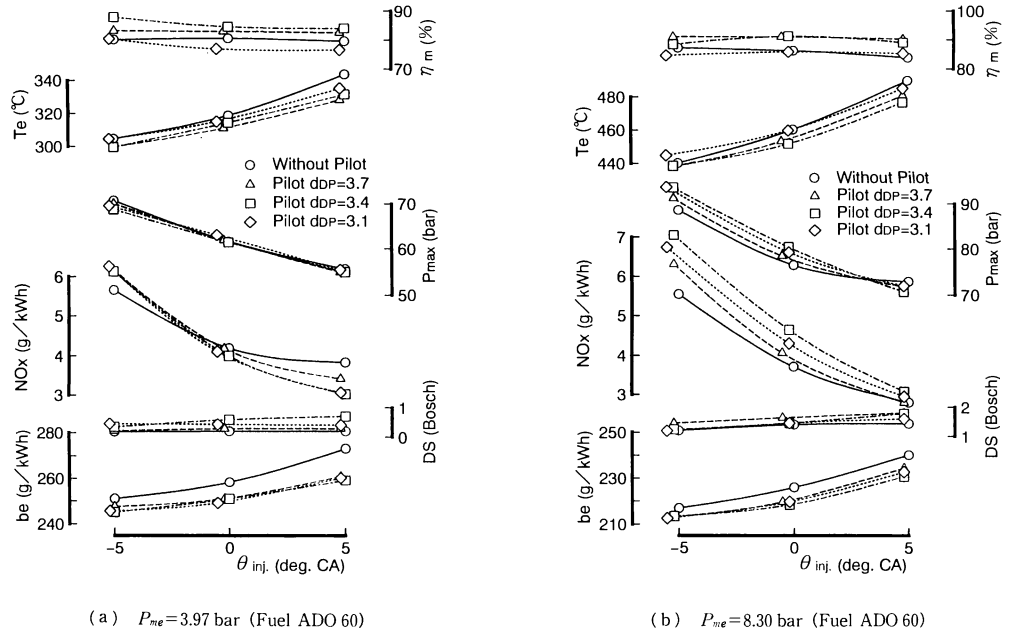 90
η m (%)
70
340
Te (℃)
320
300
Without Pilot
Pilot dDP=3.7
Pilot dDP=3.4
Pilot dDP=3.1
70
Pmax (bar)
60
50
6
NOx (g/kWh)
5
4
3
1
DS (Bosch)
0
280
be (g/kWh)
260
240
−5
0
5
θ inj. (deg. CA)
(a) Pme=3.97 bar (Fuel ADO 60)
100
η m (%)
80
480
Te (℃)
460
440
Without Pilot
Pilot dDP=3.7
Pilot dDP=3.4
Pilot dDP=3.1
90
Pmax (bar)
80
70
7
NOx (g/kWh)
6
5
4
3
2
DS (Bosch)
1
250
be (g/kWh)
230
210
−5
0
5
θ inj. (deg. CA)
(b) Pme=8.30 bar (Fuel ADO 60)